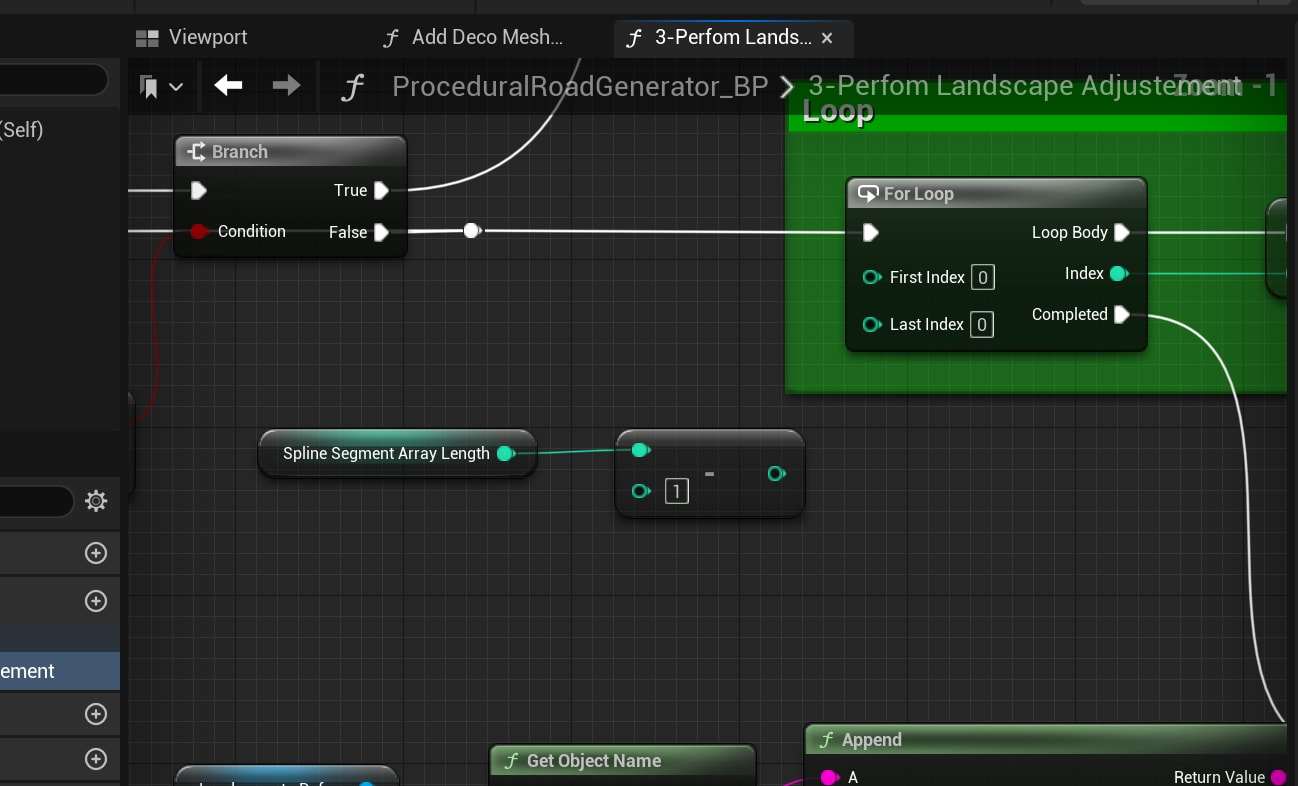 Viewport
Add Deco Mesh...
3-Perfom Lands...
ProceduralRoadGenerator_BP
3-Perfom Landscape Adjustement
Zoom -1
(Self)
Loop
Branch
True
Condition
False
For Loop
Loop Body
First Index 0
Index
Last Index 0
Completed
Spline Segment Array Length
-
1
ement
Get Object Name
Append
A
Return Value